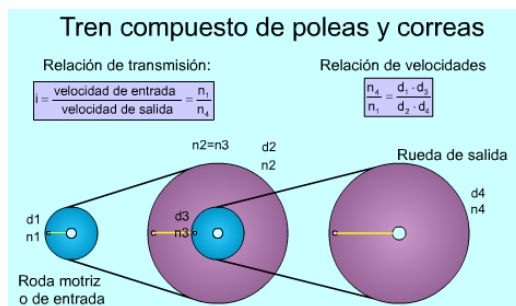 Tren compuesto de poleas y correas
Relación de transmisión:
i = velocidad de entrada / velocidad de salida = n₁ / n₄
Relación de velocidades
n₄ / n₁ = d₁ · d₃ / d₂ · d₄
n2=n3
d2
n2
Rueda de salida
d1
n1
d3
n3
d4
n4
Roda motriz
o de entrada